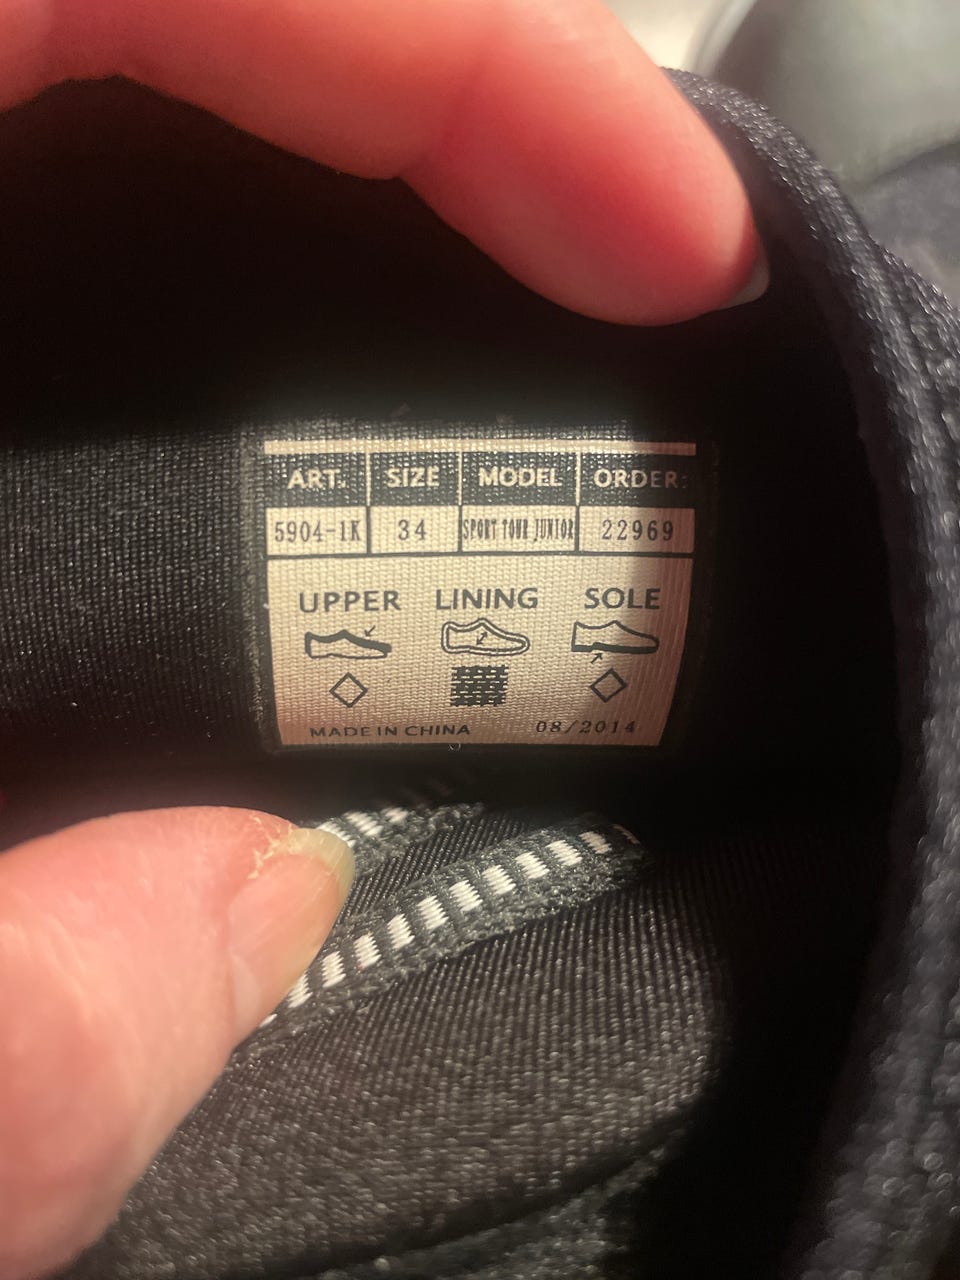 ART. SIZE MODEL ORDER:
5904-1K 34 SPORT TOUR JUNIOR 22969
UPPER LINING SOLE
MADE IN CHINA 08/2014